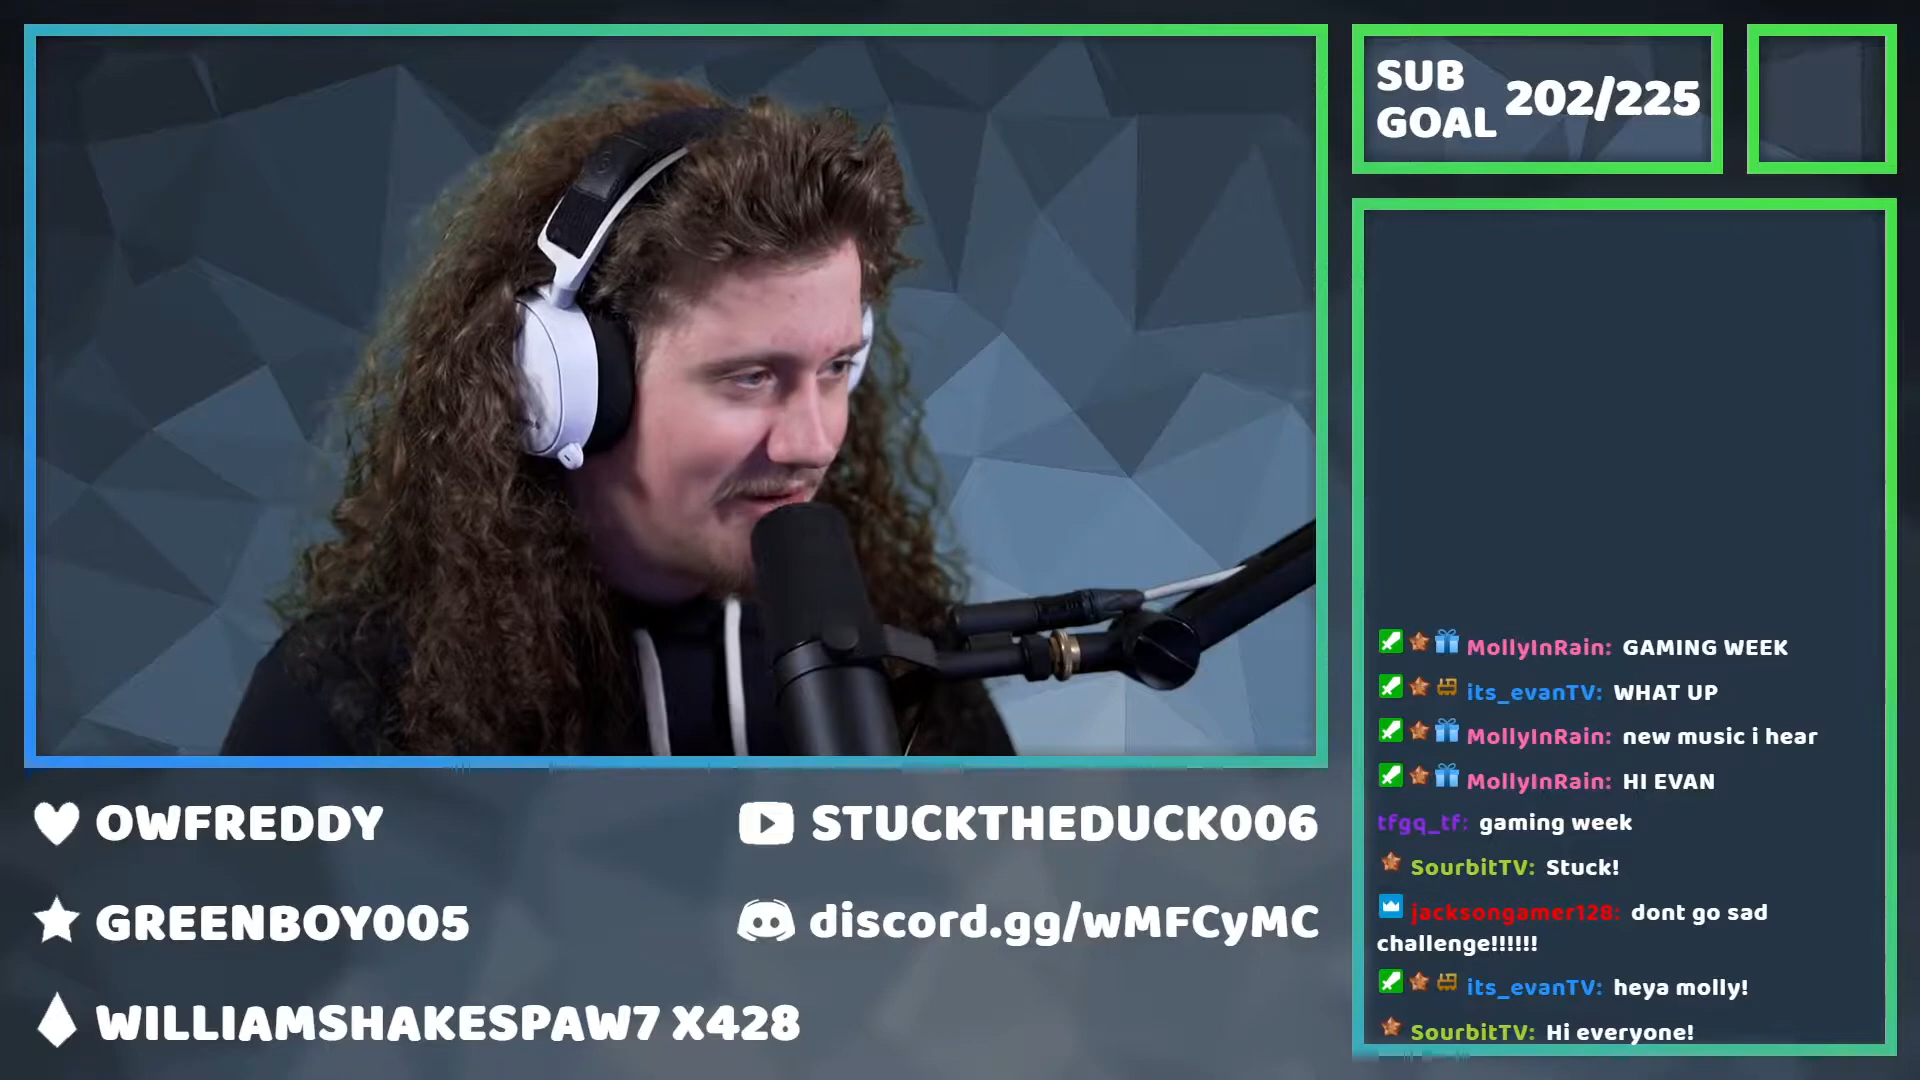 SUB
GOAL
202/225
MollyInRain: GAMING WEEK
its_evanTV: WHAT UP
MollyInRain: new music i hear
MollyInRain: HI EVAN
tfgq_tf: gaming week
SourbitTV: Stuck!
jacksongamer128: dont go sad
challenge!!!!!!
its_evanTV: heya molly!
SourbitTV: Hi everyone!
OWFREDDY
STUCKTHEDUCK006
GREENBOY005
discord.gg/wMFCyMC
WILLIAMSHAKESPAW7 X428